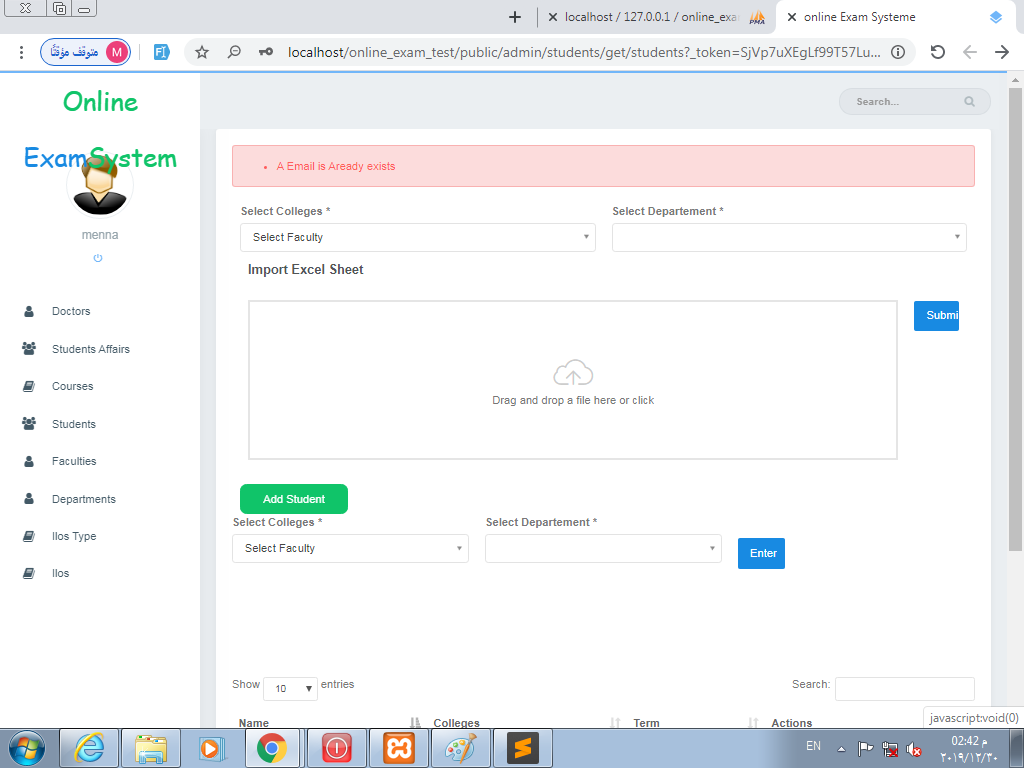 localhost / 127.0.0.1 / online_exa
online Exam Systeme
متوقف مؤقتًا
M
localhost/online_exam_test/public/admin/students/get/students?_token=SjVp7uXEgLf99T57Lu...
Online
ExamSystem
menna
Doctors
Students Affairs
Courses
Students
Faculties
Departments
Ilos Type
Ilos
Search...
A Email is Aready exists
Select Colleges *
Select Departement *
Select Faculty
Import Excel Sheet
Submi
Drag and drop a file here or click
Add Student
Select Colleges *
Select Departement *
Select Faculty
Enter
Show 10 entries
Search:
Name
Colleges
Term
Actions
javascript:void(0)
EN
02:42 م
٢٠١٩/١٢/٣٠